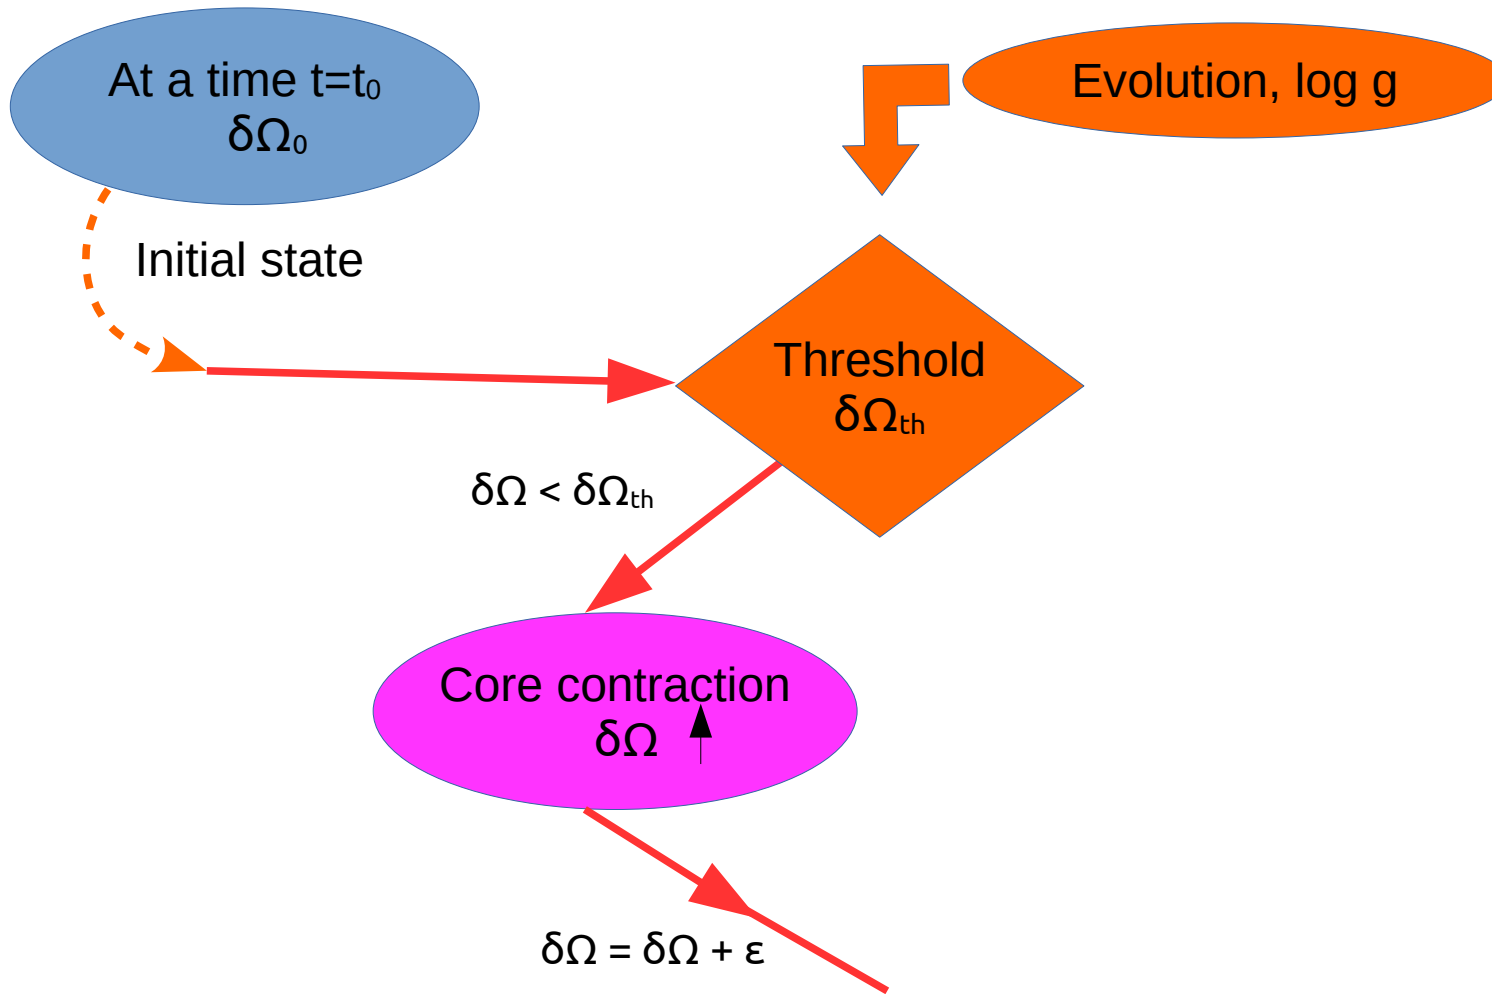 At a time t=t₀
δΩ₀
Evolution, log g
Initial state
Threshold
δΩₜₕ
δΩ < δΩₜₕ
Core contraction
δΩ
δΩ = δΩ + ε